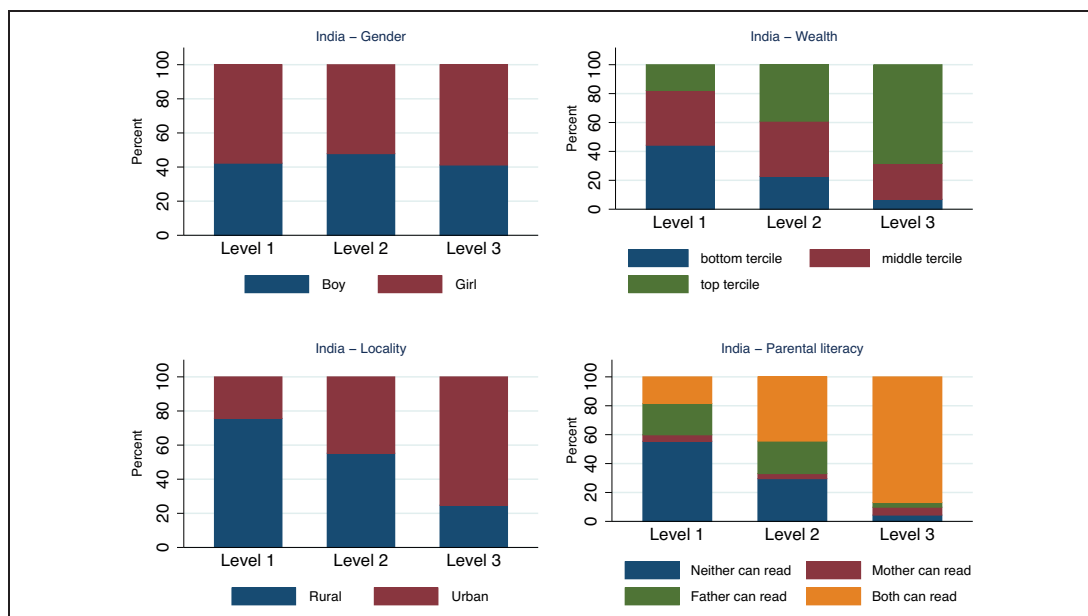 India – Gender
100
80
60
40
20
0
Percent
Level 1 Level 2 Level 3
Boy Girl
India – Wealth
100
80
60
40
20
0
Percent
Level 1 Level 2 Level 3
bottom tercile middle tercile
top tercile
India – Locality
100
80
60
40
20
0
Percent
Level 1 Level 2 Level 3
Rural Urban
India – Parental literacy
100
80
60
40
20
0
Percent
Level 1 Level 2 Level 3
Neither can read Mother can read
Father can read Both can read